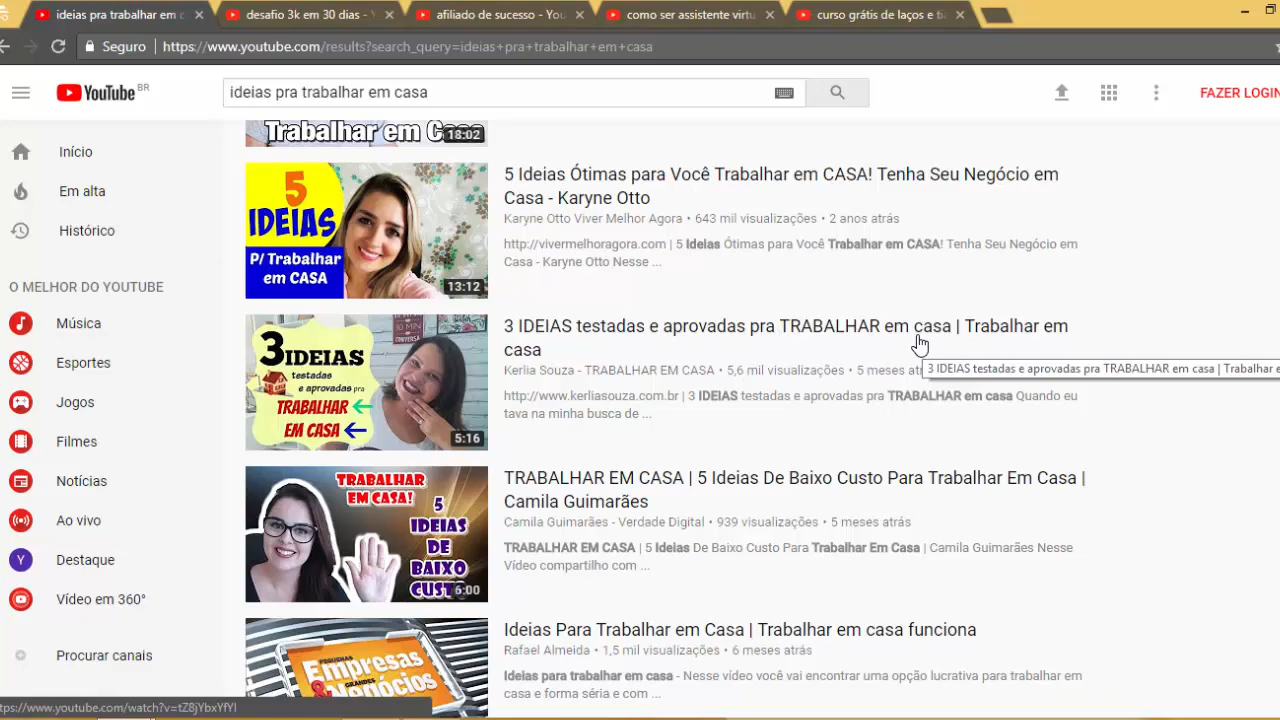 ideias pra trabalhar em c
desafio 3k em 30 dias - Y
afiliado de sucesso - You
como ser assistente virtu
curso grátis de laços e tia
Seguro
https://www.youtube.com/results?search_query=ideias+pra+trabalhar+em+casa
YouTube BR
ideias pra trabalhar em casa
FAZER LOGIN
Início
Em alta
Histórico
O MELHOR DO YOUTUBE
Música
Esportes
Jogos
Filmes
Notícias
Ao vivo
Y
Destaque
Vídeo em 360°
Procurar canais
Trabalhar em Casa
18:02
5
IDEIAS
P/ Trabalhar
em CASA
13:12
5 Ideias Ótimas para Você Trabalhar em CASA! Tenha Seu Negócio em
Casa - Karyne Otto
Karyne Otto Viver Melhor Agora • 643 mil visualizações • 2 anos atrás
http://vivermelhoragora.com | 5 Ideias Ótimas para Você Trabalhar em CASA! Tenha Seu Negócio em
Casa - Karyne Otto Nesse ...
3 IDEIAS
testadas
e aprovadas pra
TRABALHAR
EM CASA
5:16
3 IDEIAS testadas e aprovadas pra TRABALHAR em casa | Trabalhar em
casa
Kerlia Souza - TRABALHAR EM CASA • 5,6 mil visualizações • 5 meses atr
3 IDEIAS testadas e aprovadas pra TRABALHAR em casa | Trabalhar e
http://www.kerliasouza.com.br | 3 IDEIAS testadas e aprovadas pra TRABALHAR em casa Quando eu
tava na minha busca de ...
TRABALHAR
EM CASA!
5
IDEIAS
DE
BAIXO
CUSTO
6:00
TRABALHAR EM CASA | 5 Ideias De Baixo Custo Para Trabalhar Em Casa |
Camila Guimarães
Camila Guimarães - Verdade Digital • 939 visualizações • 5 meses atrás
TRABALHAR EM CASA | 5 Ideias De Baixo Custo Para Trabalhar Em Casa | Camila Guimarães Nesse
Vídeo compartilho com ...
PEQUENAS
Empresas
& GRANDES
Negócios
Ideias Para Trabalhar em Casa | Trabalhar em casa funciona
Rafael Almeida • 1,5 mil visualizações • 6 meses atrás
Ideias para trabalhar em casa - Nesse vídeo você vai encontrar uma opção lucrativa para trabalhar em
casa e forma séria e com ...
ttps://www.youtube.com/watch?v=tZ8jYbxYfYI